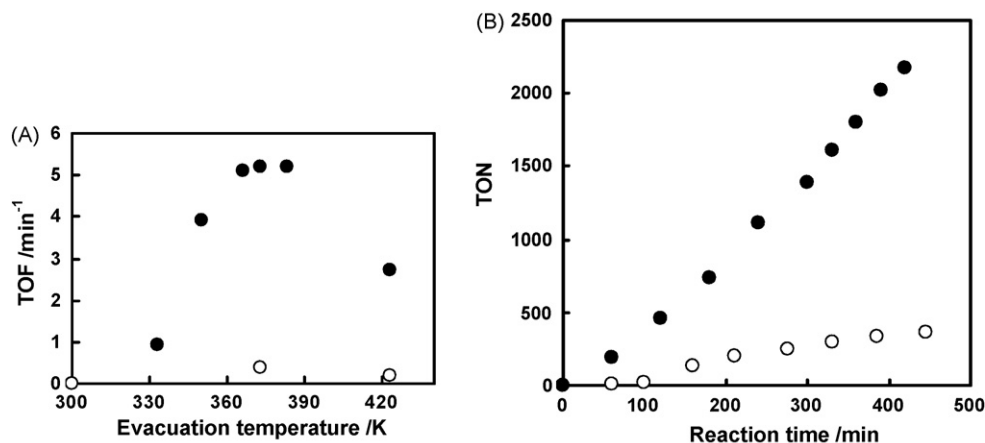 (A)
6
5
4
3
2
1
0
TOF /min⁻¹
300 330 360 390 420
Evacuation temperature /K
(B)
2500
2000
1500
1000
500
0
TON
0 100 200 300 400 500
Reaction time /min